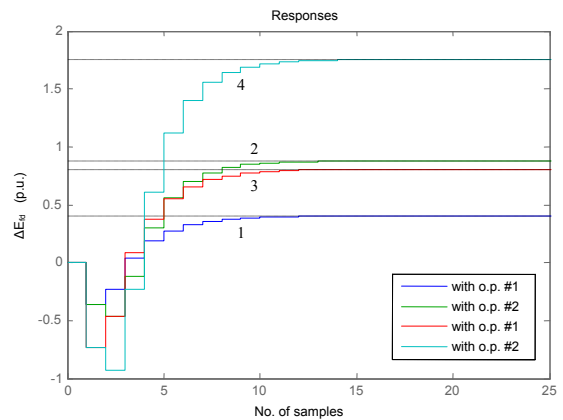 Responses
2
1.5
1
0.5
0
-0.5
-1
0 5 10 15 20 25
ΔEfd (p.u.)
No. of samples
4
2
3
1
with o.p. #1
with o.p. #2
with o.p. #1
with o.p. #2